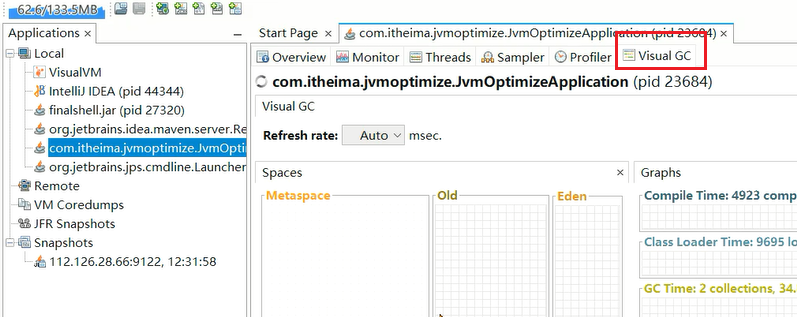 62.6/133.5MB
Applications ×
Start Page ×
com.itheima.jvmoptimize.JvmOptimizeApplication (pid 23684) ×
Overview
Monitor
Threads
Sampler
Profiler
Visual GC
Local
VisualVM
IntelliJ IDEA (pid 44344)
finalshell.jar (pid 27320)
org.jetbrains.idea.maven.server.Re
com.itheima.jvmoptimize.JvmOpti
org.jetbrains.jps.cmdline.Launcher
Remote
VM Coredumps
JFR Snapshots
Snapshots
112.126.28.66:9122, 12:31:58
com.itheima.jvmoptimize.JvmOptimizeApplication (pid 23684)
Visual GC
Refresh rate: Auto msec.
Spaces ×
Metaspace
Old
Eden
Graphs
Compile Time: 4923 comp
Class Loader Time: 9695 lo
GC Time: 2 collections, 34.